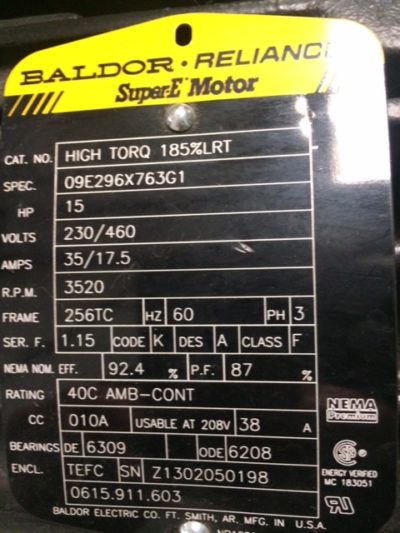 BALDOR · RELIANCE
Super-E Motor
CAT. NO. HIGH TORQ 185%LRT
SPEC. 09E296X763G1
HP 15
VOLTS 230/460
AMPS 35/17.5
R.P.M. 3520
FRAME 256TC HZ 60 PH 3
SER. F. 1.15 CODE K DES A CLASS F
NEMA NOM. EFF. 92.4 % P.F. 87 %
RATING 40C AMB-CONT
NEMA
Premium
CC 010A USABLE AT 208V 38 A
BEARINGS DE 6309 ODE 6208
ENERGY VERIFIED
MC 183051
ENCL. TEFC SN Z1302050198
0615.911.603
BALDOR ELECTRIC CO. FT. SMITH, AR. MFG. IN U.S.A.